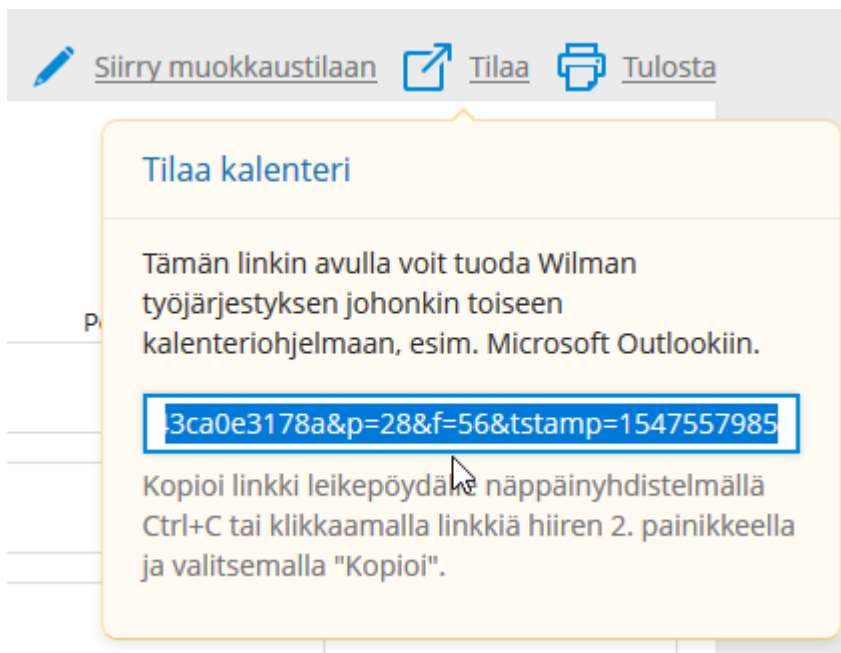 Siirry muokkaustilaan Tilaa Tulosta
Tilaa kalenteri
Tämän linkin avulla voit tuoda Wilman
työjärjestyksen johonkin toiseen
kalenteriohjelmaan, esim. Microsoft Outlookiin.
3ca0e3178a&p=28&f=56&tstamp=1547557985
Kopioi linkki leikepöydälle näppäinyhdistelmällä
Ctrl+C tai klikkaamalla linkkiä hiiren 2. painikkeella
ja valitsemalla "Kopioi".